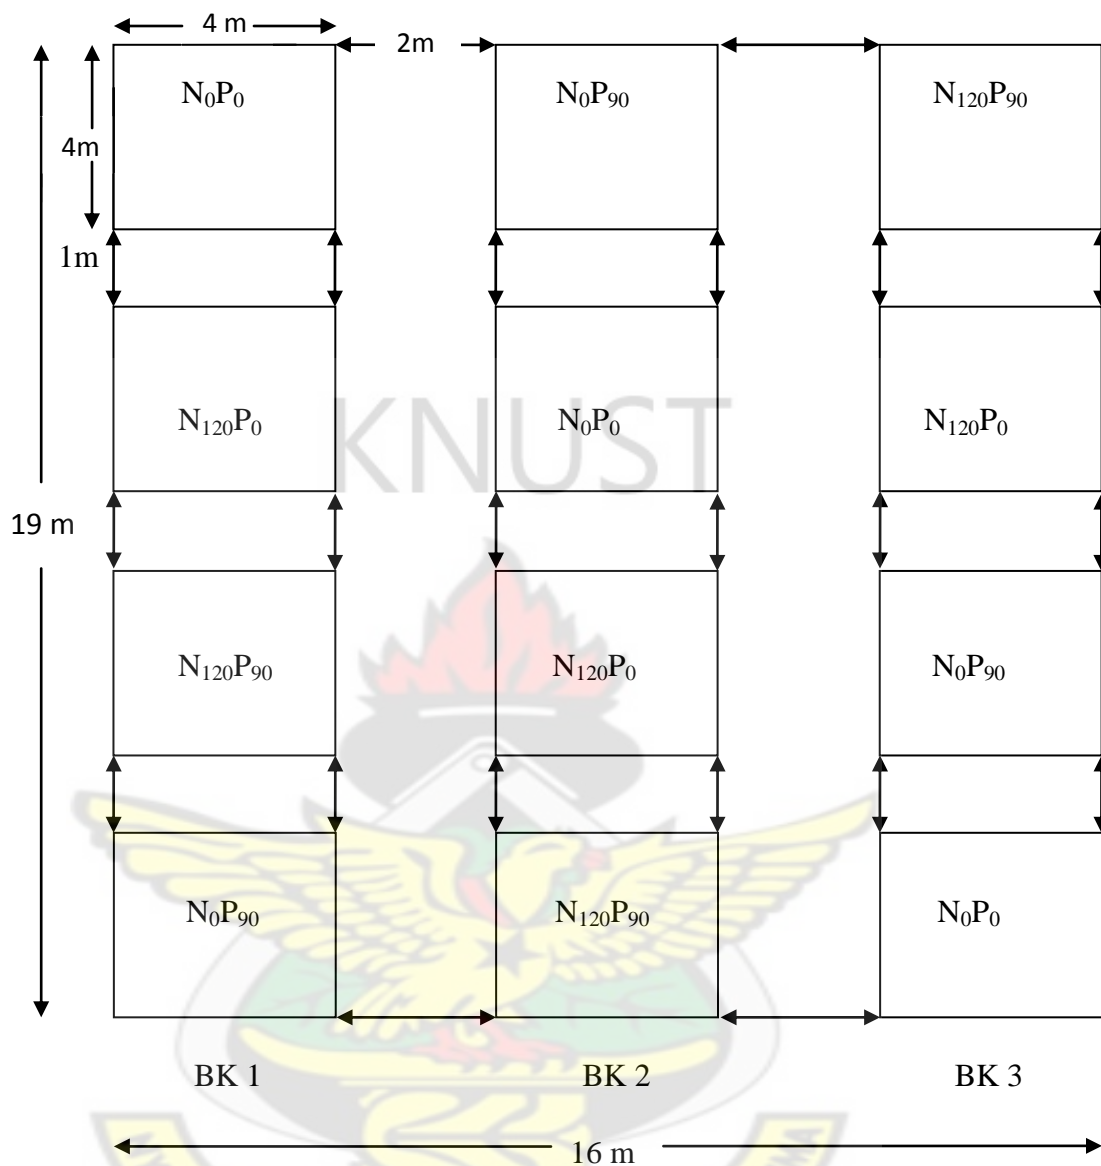 4 m
2m
N₀P₀ N₀P₉₀ N₁₂₀P₉₀
4m
1m
KNUST
N₁₂₀P₀ N₀P₀ N₁₂₀P₀
19 m
N₁₂₀P₉₀ N₁₂₀P₀ N₀P₉₀
N₀P₉₀ N₁₂₀P₉₀ N₀P₀
BK 1 BK 2 BK 3
16 m